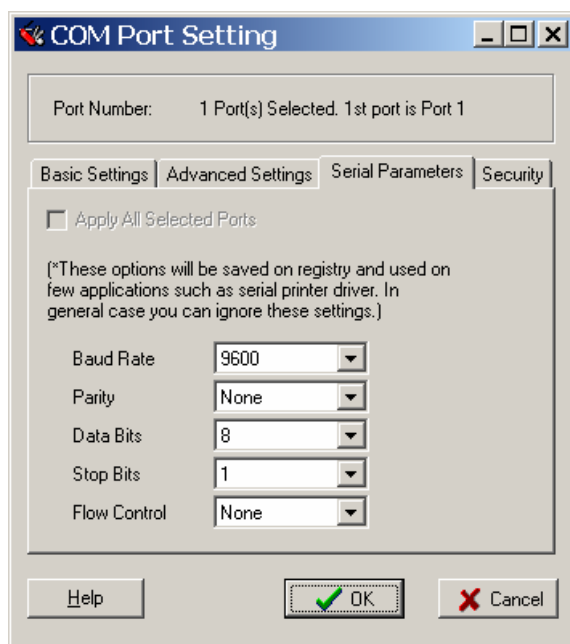 COM Port Setting
Port Number: 1 Port(s) Selected. 1st port is Port 1
Basic Settings Advanced Settings Serial Parameters Security
Apply All Selected Ports
(*These options will be saved on registry and used on
few applications such as serial printer driver. In
general case you can ignore these settings.)
Baud Rate 9600
Parity None
Data Bits 8
Stop Bits 1
Flow Control None
Help OK Cancel